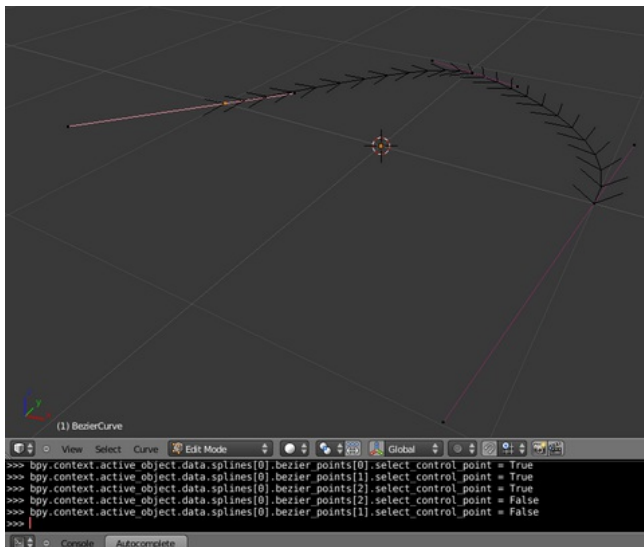 (1) BezierCurve
View Select Curve Edit Mode Global
>>> bpy.context.active_object.data.splines[0].bezier_points[0].select_control_point = True
>>> bpy.context.active_object.data.splines[0].bezier_points[1].select_control_point = True
>>> bpy.context.active_object.data.splines[0].bezier_points[2].select_control_point = True
>>> bpy.context.active_object.data.splines[0].bezier_points[2].select_control_point = False
>>> bpy.context.active_object.data.splines[0].bezier_points[1].select_control_point = False
>>>
Console Autocomplete